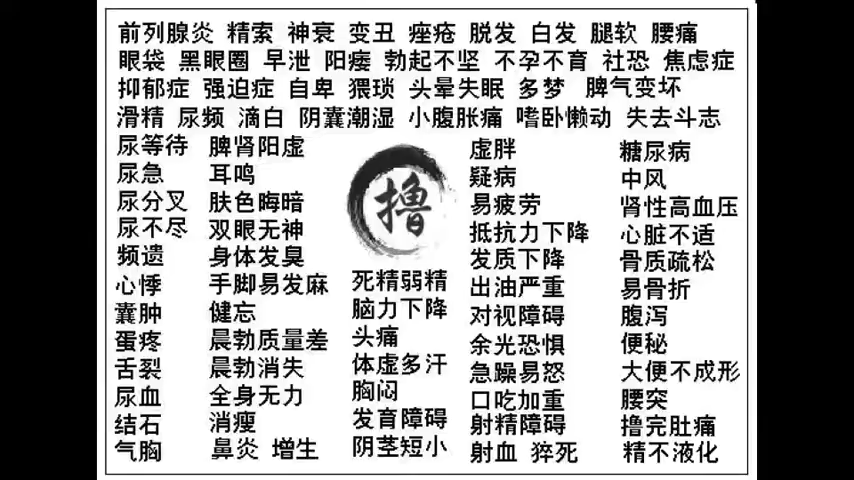 前列腺炎 精索 神衰 变丑 痤疮 脱发 白发 腿软 腰痛
眼袋 黑眼圈 早泄 阳痿 勃起不坚 不孕不育 社恐 焦虑症
抑郁症 强迫症 自卑 猥琐 头晕失眠 多梦 脾气变坏
滑精 尿频 滴白 阴囊潮湿 小腹胀痛 嗜卧懒动 失去斗志
尿等待
尿急
尿分叉
尿不尽
频遗
心悸
囊肿
蛋疼
舌裂
尿血
结石
气胸
脾肾阳虚
耳鸣
肤色晦暗
双眼无神
身体发臭
手脚易发麻
健忘
晨勃质量差
晨勃消失
全身无力
消瘦
鼻炎 增生
撸
死精弱精
脑力下降
头痛
体虚多汗
胸闷
发育障碍
阴茎短小
虚胖
疑病
易疲劳
抵抗力下降
发质下降
出油严重
对视障碍
余光恐惧
急躁易怒
口吃加重
射精障碍
射血 猝死
糖尿病
中风
肾性高血压
心脏不适
骨质疏松
易骨折
腹泻
便秘
大便不成形
腰突
撸完肚痛
精不液化